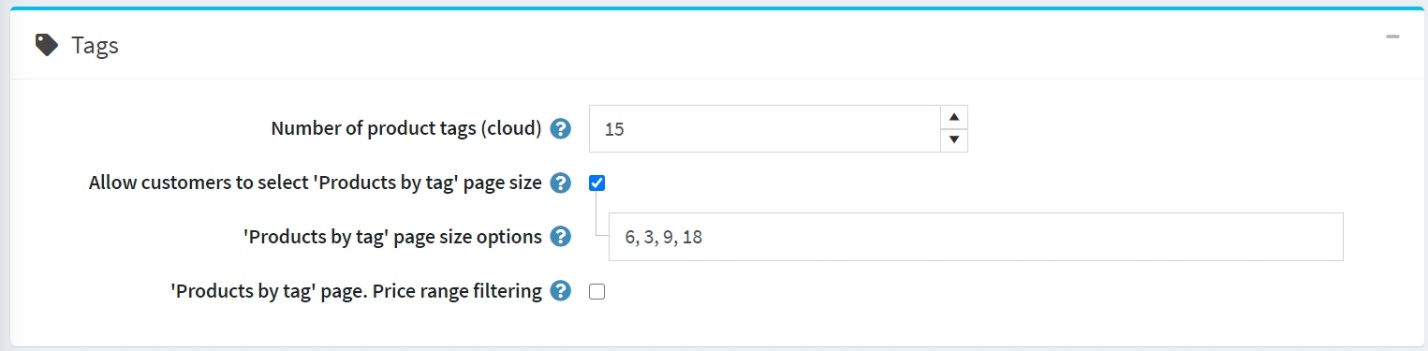 Tags
Number of product tags (cloud) ? 15
Allow customers to select 'Products by tag' page size ?
'Products by tag' page size options ? 6, 3, 9, 18
'Products by tag' page. Price range filtering ?